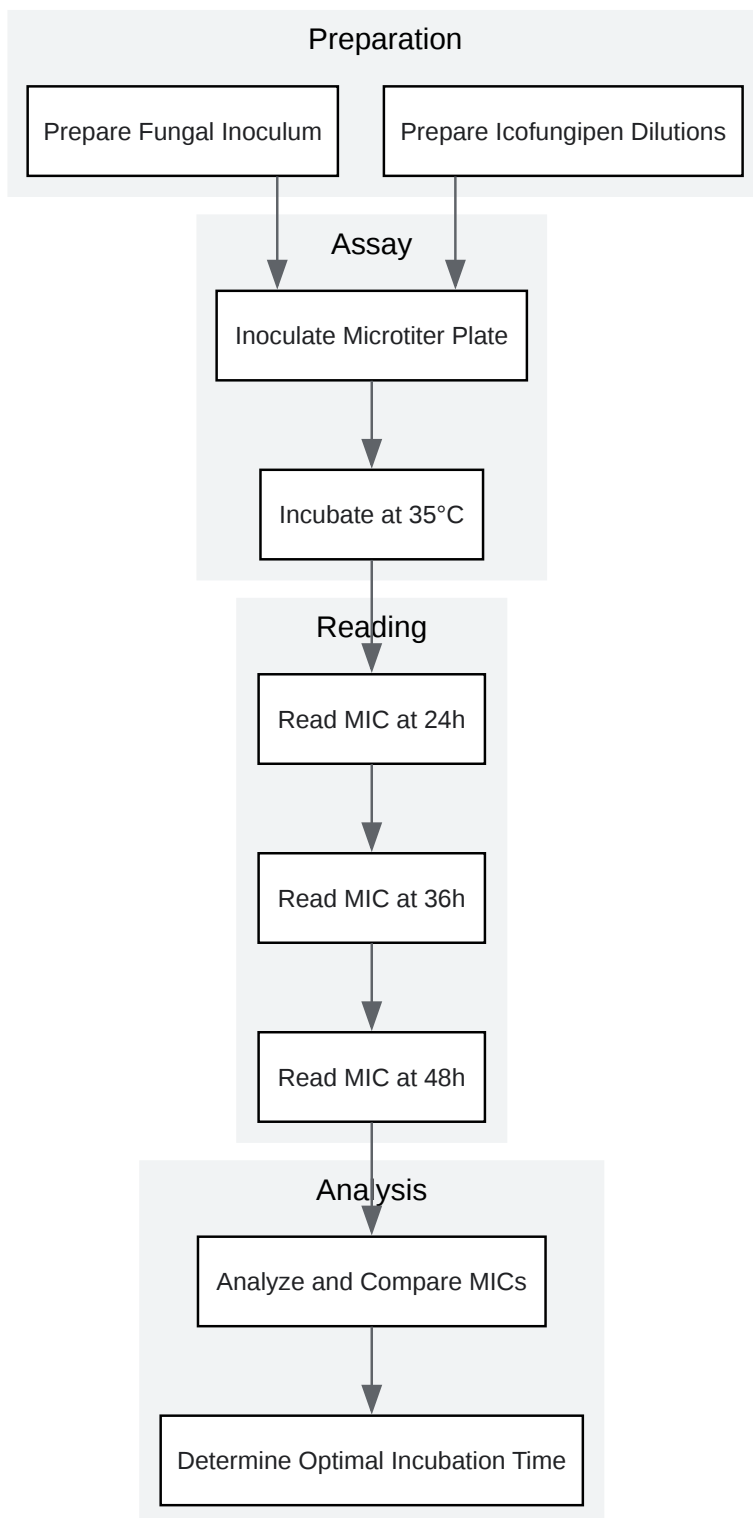 Preparation
Prepare Fungal Inoculum
Prepare Icofungipen Dilutions
Assay
Inoculate Microtiter Plate
Incubate at 35°C
Reading
Read MIC at 24h
Read MIC at 36h
Read MIC at 48h
Analysis
Analyze and Compare MICs
Determine Optimal Incubation Time